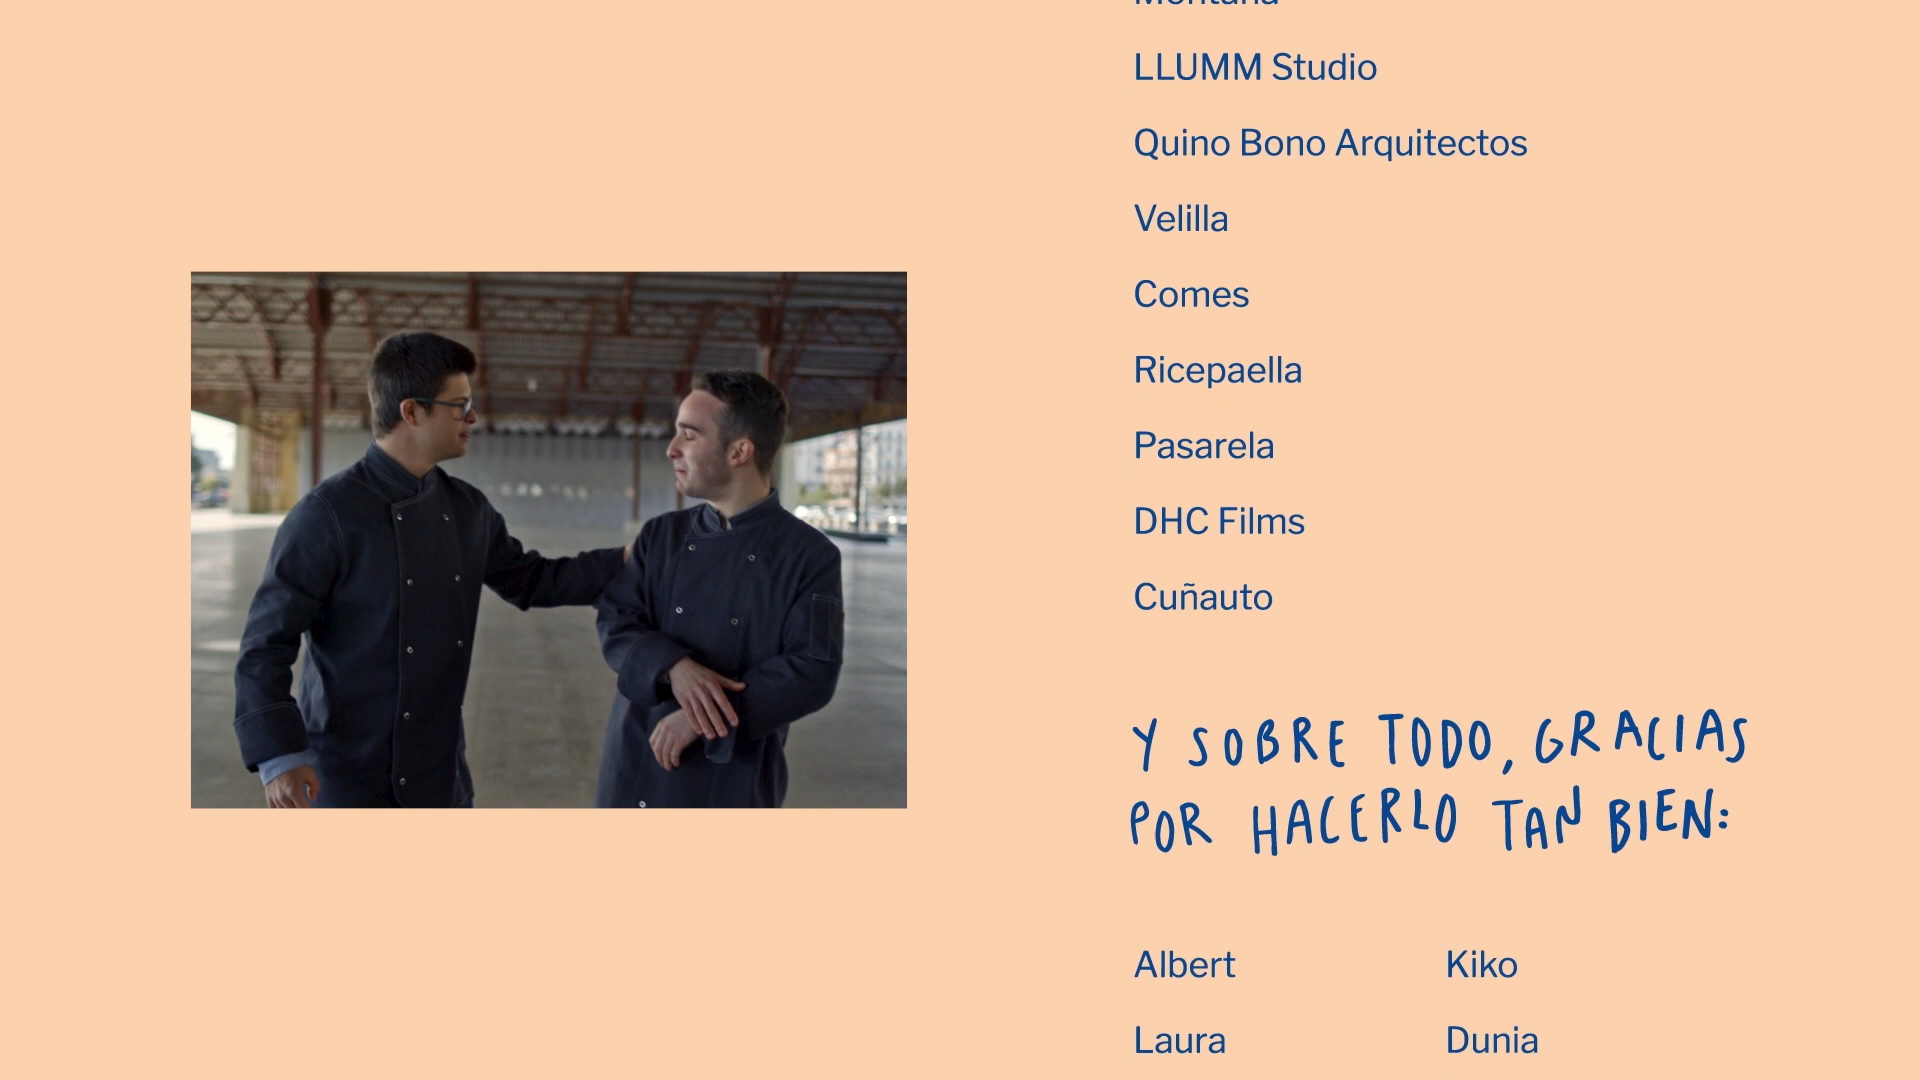 Montana
LLUMM Studio
Quino Bono Arquitectos
Velilla
Comes
Ricepaella
Pasarela
DHC Films
Cuñauto
Y SOBRE TODO, GRACIAS
POR HACERLO TAN BIEN:
Albert Kiko
Laura Dunia